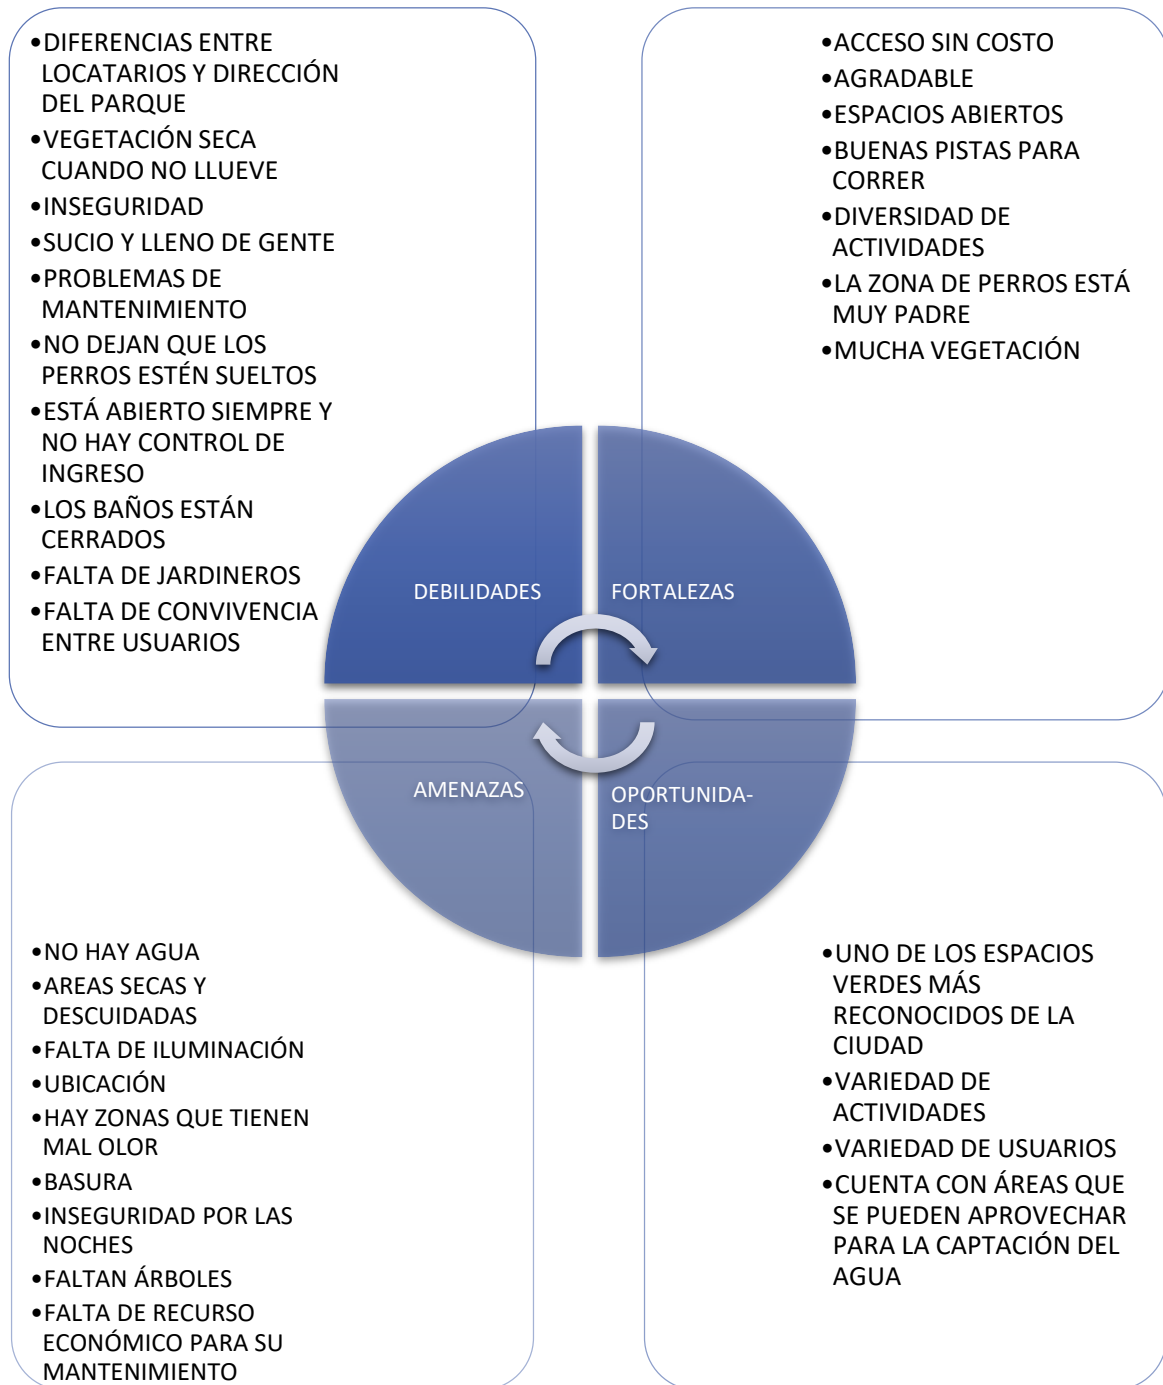 •DIFERENCIAS ENTRE
LOCATARIOS Y DIRECCIÓN
DEL PARQUE
•VEGETACIÓN SECA
CUANDO NO LLUEVE
•INSEGURIDAD
•SUCIO Y LLENO DE GENTE
•PROBLEMAS DE
MANTENIMIENTO
•NO DEJAN QUE LOS
PERROS ESTÉN SUELTOS
•ESTÁ ABIERTO SIEMPRE Y
NO HAY CONTROL DE
INGRESO
•LOS BAÑOS ESTÁN
CERRADOS
•FALTA DE JARDINEROS
•FALTA DE CONVIVENCIA
ENTRE USUARIOS
•ACCESO SIN COSTO
•AGRADABLE
•ESPACIOS ABIERTOS
•BUENAS PISTAS PARA
CORRER
•DIVERSIDAD DE
ACTIVIDADES
•LA ZONA DE PERROS ESTÁ
MUY PADRE
•MUCHA VEGETACIÓN
DEBILIDADES
FORTALEZAS
AMENAZAS
OPORTUNIDA-
DES
•NO HAY AGUA
•AREAS SECAS Y
DESCUIDADAS
•FALTA DE ILUMINACIÓN
•UBICACIÓN
•HAY ZONAS QUE TIENEN
MAL OLOR
•BASURA
•INSEGURIDAD POR LAS
NOCHES
•FALTAN ÁRBOLES
•FALTA DE RECURSO
ECONÓMICO PARA SU
MANTENIMIENTO
•UNO DE LOS ESPACIOS
VERDES MÁS
RECONOCIDOS DE LA
CIUDAD
•VARIEDAD DE
ACTIVIDADES
•VARIEDAD DE USUARIOS
•CUENTA CON ÁREAS QUE
SE PUEDEN APROVECHAR
PARA LA CAPTACIÓN DEL
AGUA